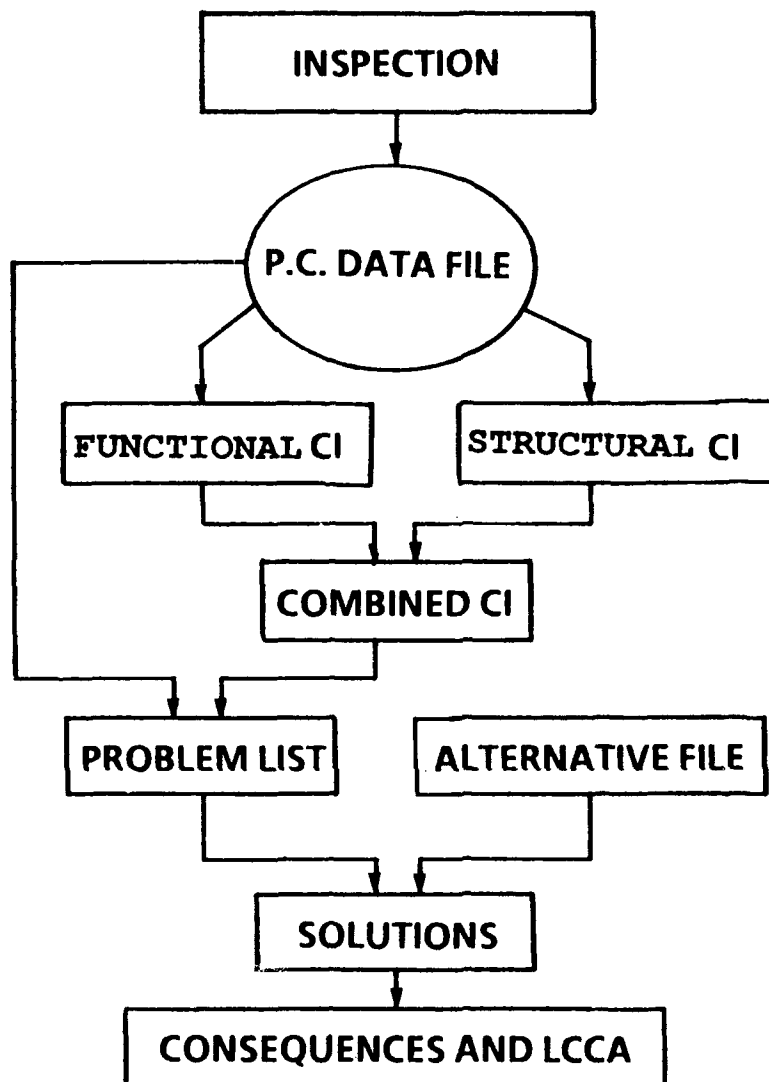 INSPECTION
P.C. DATA FILE
FUNCTIONAL CI
STRUCTURAL CI
COMBINED CI
PROBLEM LIST
ALTERNATIVE FILE
SOLUTIONS
CONSEQUENCES AND LCCA